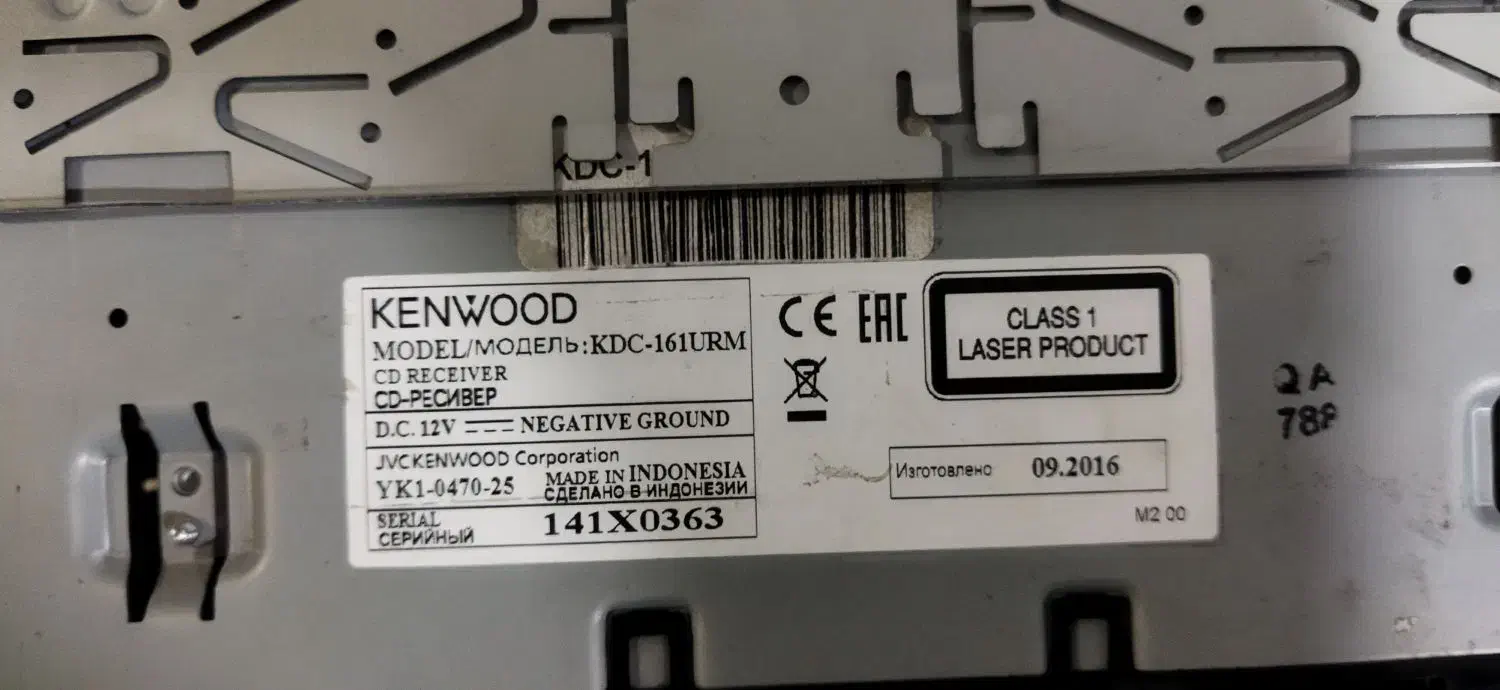 KDC-1
KENWOOD
MODEL/МОДЕЛЬ:KDC-161URM
CD RECEIVER
CD-РЕСИВЕР
D.C. 12V NEGATIVE GROUND
JVCKENWOOD Corporation
YK1-0470-25 MADE IN INDONESIA
СДЕЛАНО В ИНДОНЕЗИИ
SERIAL
СЕРИЙНЫЙ
141X0363
CE EAC
CLASS 1
LASER PRODUCT
Изготовлено 09.2016
M2 00
QA